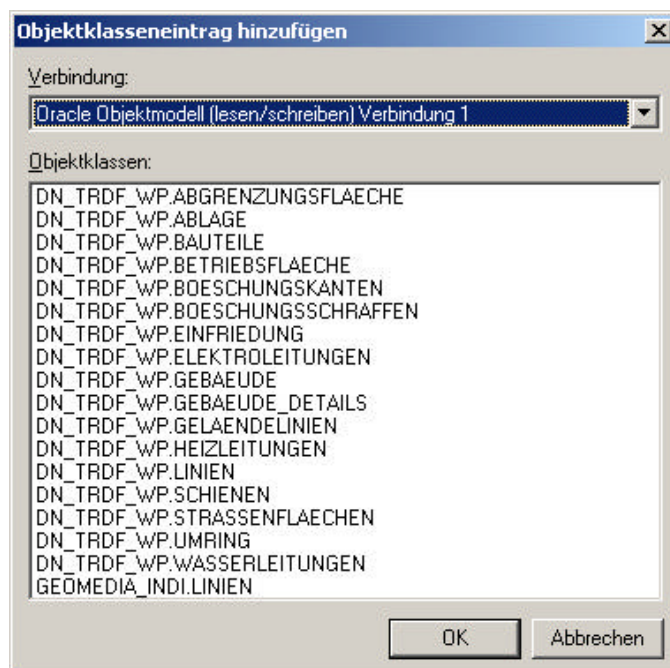 Objektklasseneintrag hinzufügen
Verbindung:
Oracle Objektmodell (lesen/schreiben) Verbindung 1
Objektklassen:
DN_TRDF_WP.ABGRENZUNGSFLAECHE
DN_TRDF_WP.ABLAGE
DN_TRDF_WP.BAUTEILE
DN_TRDF_WP.BETRIEBSFLAECHE
DN_TRDF_WP.BOESCHUNGSKANTEN
DN_TRDF_WP.BOESCHUNGSSCHRAFFEN
DN_TRDF_WP.EINFRIEDUNG
DN_TRDF_WP.ELEKTROLEITUNGEN
DN_TRDF_WP.GEBAEUDE
DN_TRDF_WP.GEBAEUDE_DETAILS
DN_TRDF_WP.GELAENDELINIEN
DN_TRDF_WP.HEIZLEITUNGEN
DN_TRDF_WP.LINIEN
DN_TRDF_WP.SCHIENEN
DN_TRDF_WP.STRASSENFLAECHEN
DN_TRDF_WP.UMRING
DN_TRDF_WP.WASSERLEITUNGEN
GEOMEDIA_INDI.LINIEN
OK Abbrechen